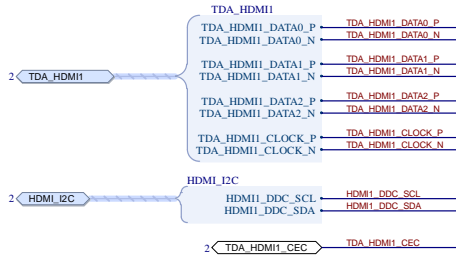 TDA_HDMI1
TDA_HDMI1_DATA0_P TDA_HDMI1_DATA0_P
TDA_HDMI1_DATA0_N TDA_HDMI1_DATA0_N
TDA_HDMI1_DATA1_P TDA_HDMI1_DATA1_P
2 TDA_HDMI1 TDA_HDMI1_DATA1_N TDA_HDMI1_DATA1_N
TDA_HDMI1_DATA2_P TDA_HDMI1_DATA2_P
TDA_HDMI1_DATA2_N TDA_HDMI1_DATA2_N
TDA_HDMI1_CLOCK_P TDA_HDMI1_CLOCK_P
TDA_HDMI1_CLOCK_N TDA_HDMI1_CLOCK_N
HDMI_I2C
2 HDMI_I2C HDMI1_DDC_SCL HDMI1_DDC_SCL
HDMI1_DDC_SDA HDMI1_DDC_SDA
2 TDA_HDMI1_CEC TDA_HDMI1_CEC